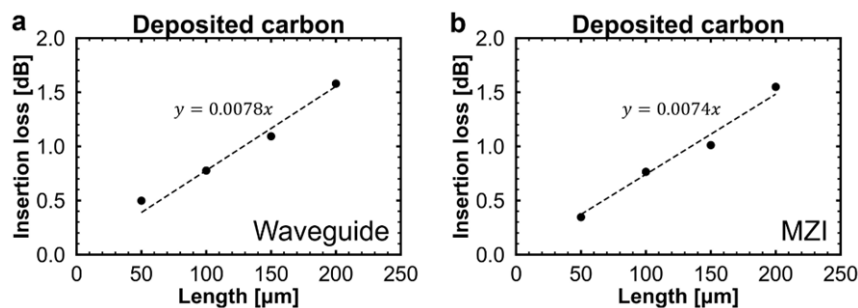 a
Deposited carbon
2.0
1.5
1.0
0.5
0.0
Insertion loss [dB]
y = 0.0078x
Waveguide
0 50 100 150 200 250
Length [µm]
b
Deposited carbon
2.0
1.5
1.0
0.5
0.0
Insertion loss [dB]
y = 0.0074x
MZI
0 50 100 150 200 250
Length [µm]